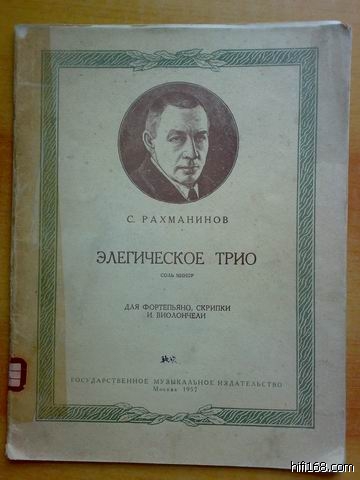 С. РАХМАНИНОВ
ЭЛЕГИЧЕСКОЕ ТРИО
СОЛЬ МИНОР
ДЛЯ ФОРТЕПЬЯНО, СКРИПКИ
И ВИОЛОНЧЕЛИ
ГОСУДАРСТВЕННОЕ МУЗЫКАЛЬНОЕ ИЗДАТЕЛЬСТВО
Москва 1957
hifi168.com